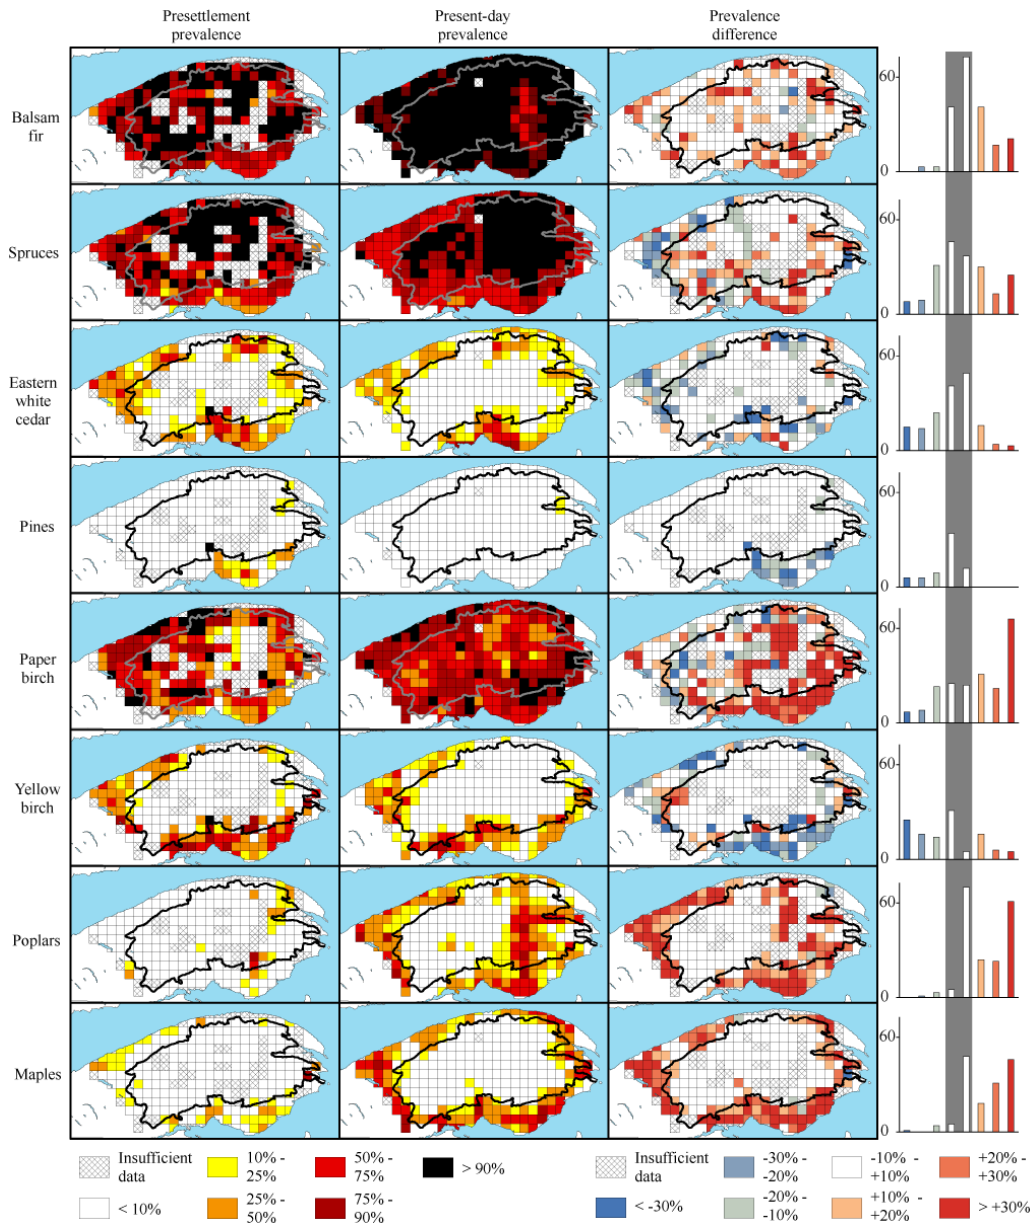 Presettlement
prevalence
Present-day
prevalence
Prevalence
difference
Balsam
fir
60
0
Spruces
60
0
Eastern
white
cedar
60
0
Pines
60
0
Paper
birch
60
0
Yellow
birch
60
0
Poplars
60
0
Maples
60
0
Insufficient
data
10% -
25%
50% -
75%
> 90%
< 10%
25% -
50%
75% -
90%
Insufficient
data
-30% -
-20%
-10% -
+10%
+20% -
+30%
< -30%
-20% -
-10%
+10% -
+20%
> +30%